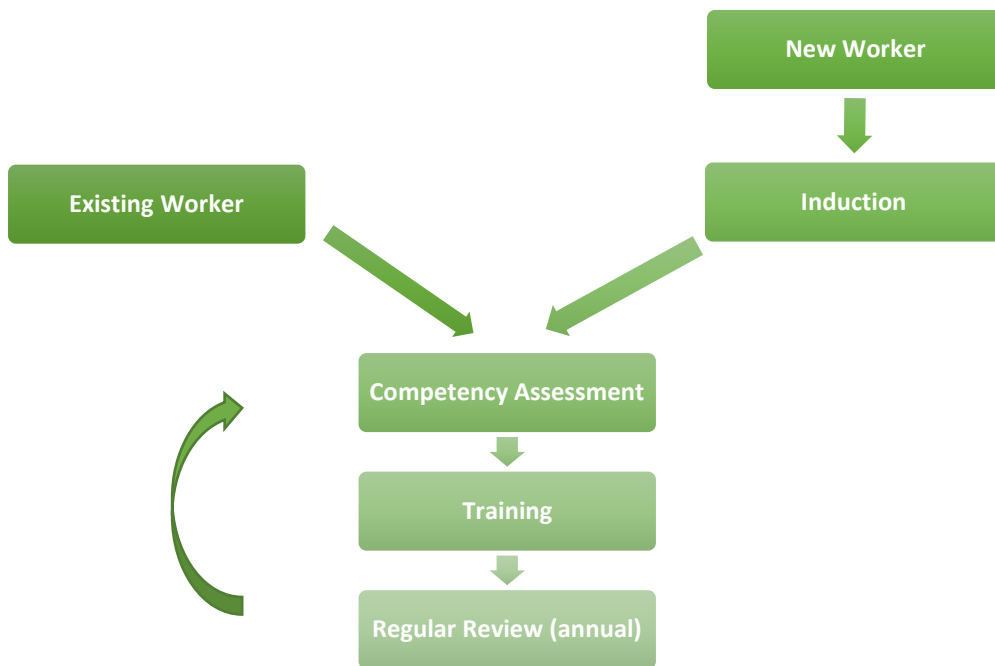 New Worker
Existing Worker
Induction
Competency Assessment
Training
Regular Review (annual)